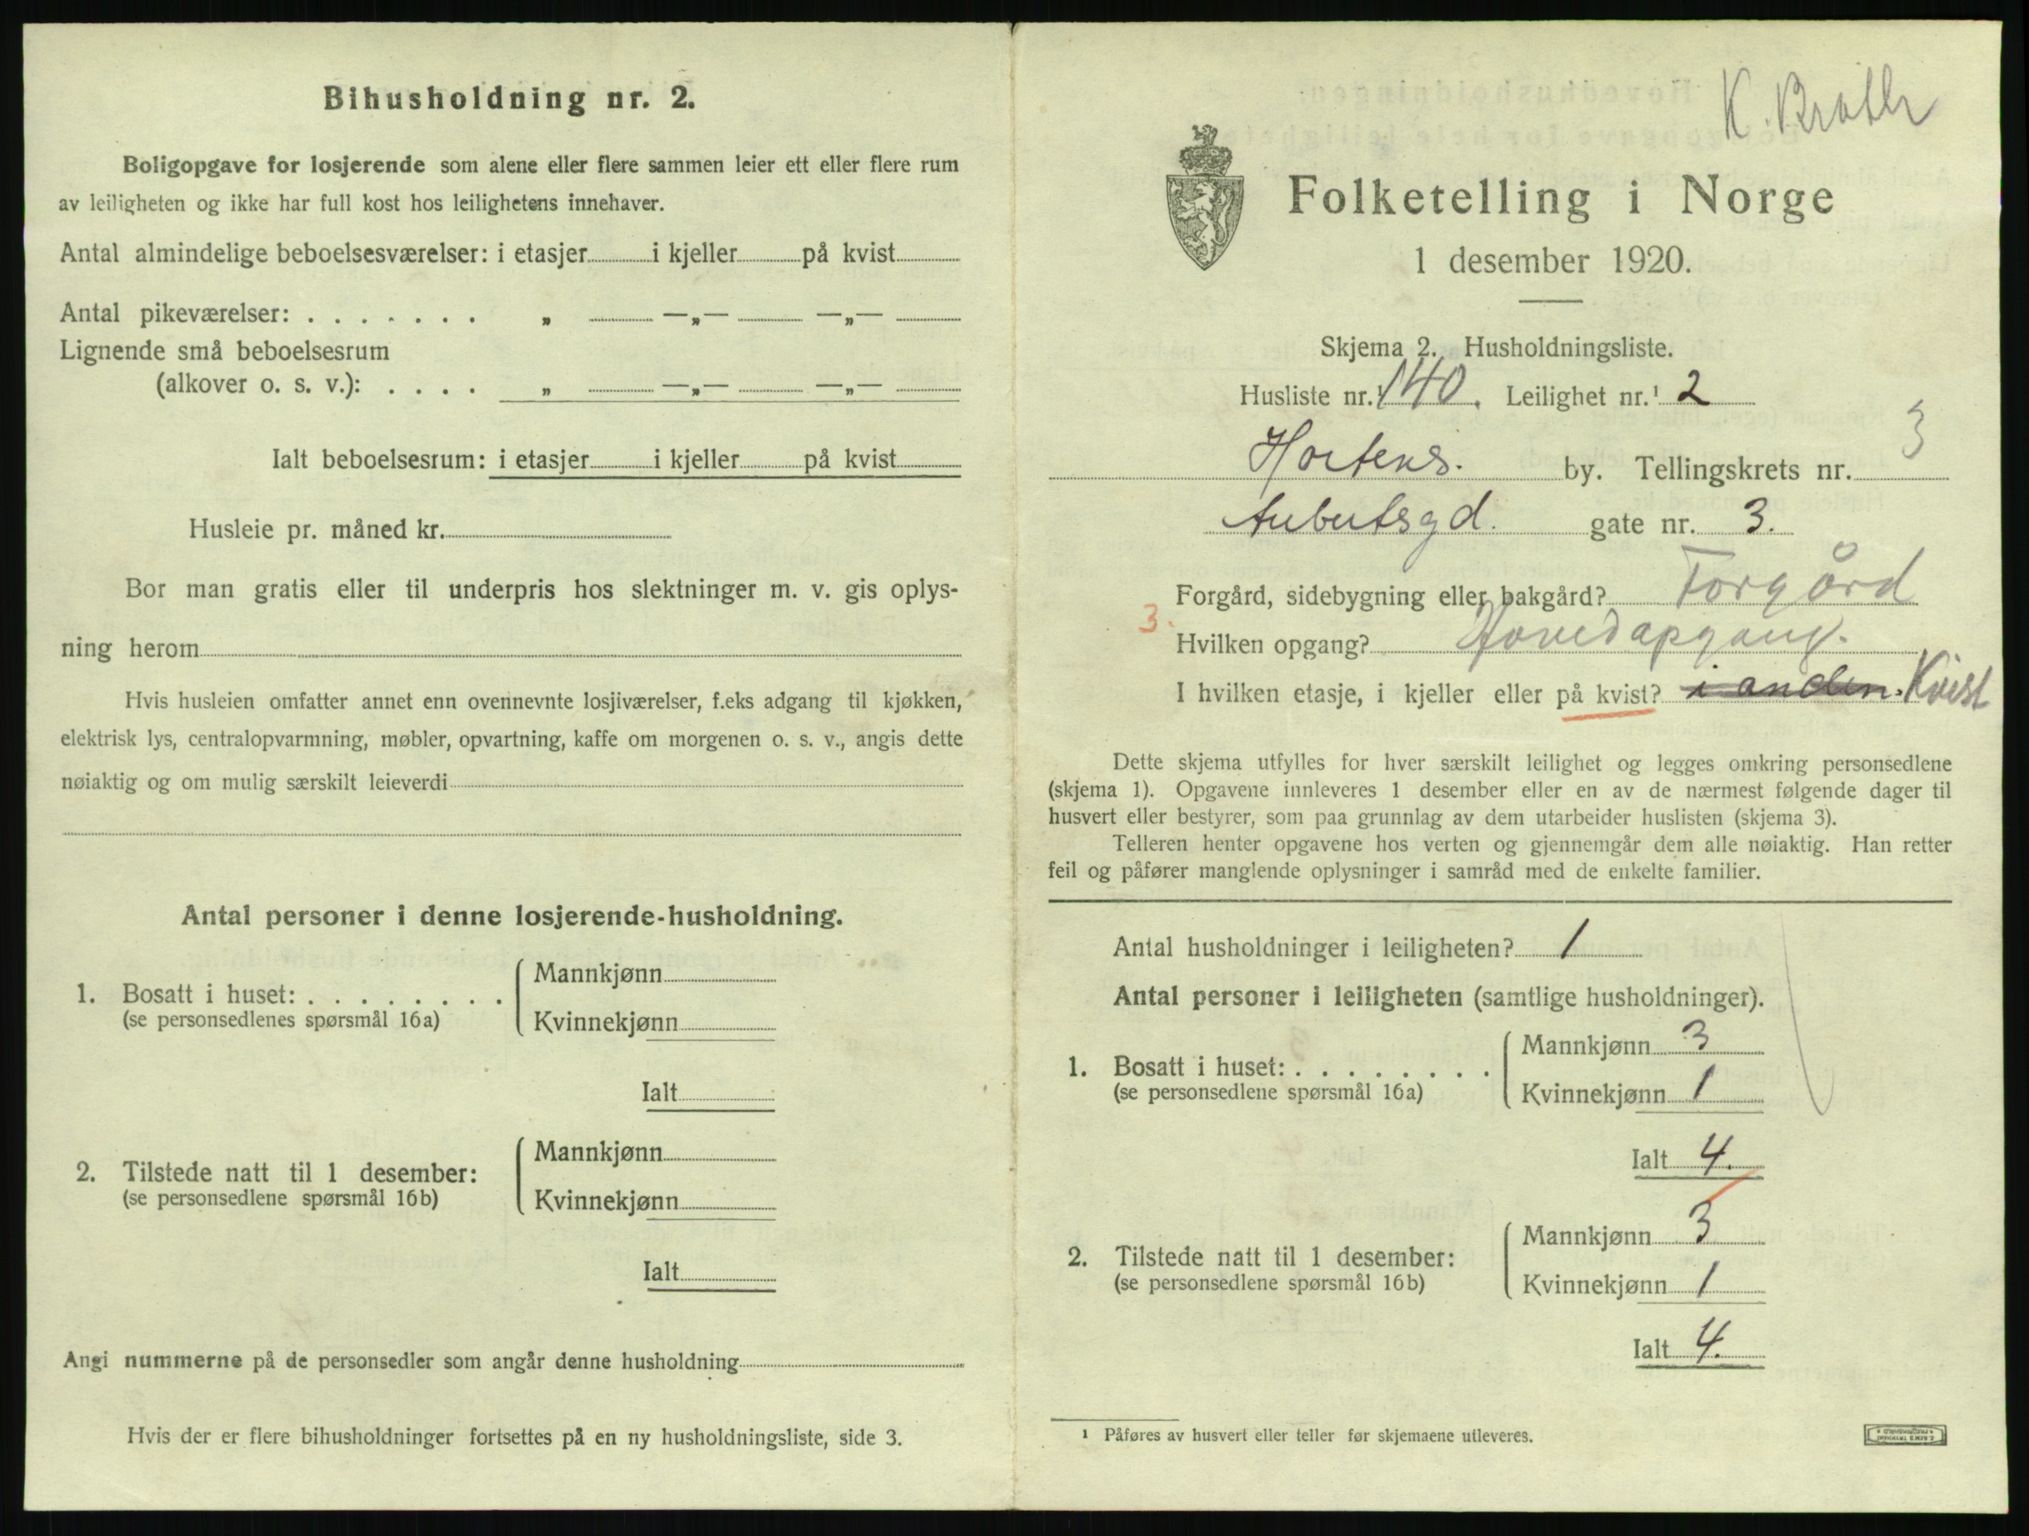 Bihusholdning nr. 2.
Boligopgave for losjerende som alene eller flere sammen leier ett eller flere rum
av leiligheten og ikke har full kost hos leilighetens innehaver.
Antal almindelige beboelsesværelser: i etasjer i kjeller på kvist
Antal pikeværelser: . . . . . . . „ —„— —„—
Lignende små beboelsesrum
(alkover o. s. v.): . . . . „ —„— —„—
Ialt beboelsesrum: i etasjer i kjeller på kvist
Husleie pr. måned kr.
Bor man gratis eller til underpris hos slektninger m. v. gis oplys-
ning herom
Hvis husleien omfatter annet enn ovennevnte losjiværelser, f.eks adgang til kjøkken,
elektrisk lys, centralopvarmning, møbler, opvartning, kaffe om morgenen o. s. v., angis dette
nøiaktig og om mulig særskilt leieverdi
Antal personer i denne losjerende-husholdning.
1. Bosatt i huset: . . . . . . . . Mannkjønn
(se personsedlenes spørsmål 16a) Kvinnekjønn
Ialt
2. Tilstede natt til 1 desember: Mannkjønn
(se personsedlene spørsmål 16b) Kvinnekjønn
Ialt
Angi nummerne på de personsedler som angår denne husholdning
Hvis der er flere bihusholdninger fortsettes på en ny husholdningsliste, side 3.
Folketelling i Norge
1 desember 1920.
Skjema 2. Husholdningsliste.
Husliste nr.¹ 140. Leilighet nr.¹ 2
Hortens. by. Tellingskrets nr. 3
gate nr. 3.
Forgård, sidebygning eller bakgård? Forgård
3.
Hvilken opgang? Hovedopgang.
I hvilken etasje, i kjeller eller på kvist? i anden. Kvist
Dette skjema utfylles for hver særskilt leilighet og legges omkring personsedlene
(skjema 1). Opgavene innleveres 1 desember eller en av de nærmest følgende dager til
husvert eller bestyrer, som paa grunnlag av dem utarbeider huslisten (skjema 3).
Telleren henter opgavene hos verten og gjennemgår dem alle nøiaktig. Han retter
feil og påfører manglende oplysninger i samråd med de enkelte familier.
Antal husholdninger i leiligheten? 1
Antal personer i leiligheten (samtlige husholdninger).
1. Bosatt i huset: . . . . . . . . Mannkjønn 3
(se personsedlene spørsmål 16a) Kvinnekjønn 1
Ialt 4.
2. Tilstede natt til 1 desember: Mannkjønn 3
(se personsedlene spørsmål 16b) Kvinnekjønn 1
Ialt 4.
¹ Påføres av husvert eller teller før skjemaene utleveres.